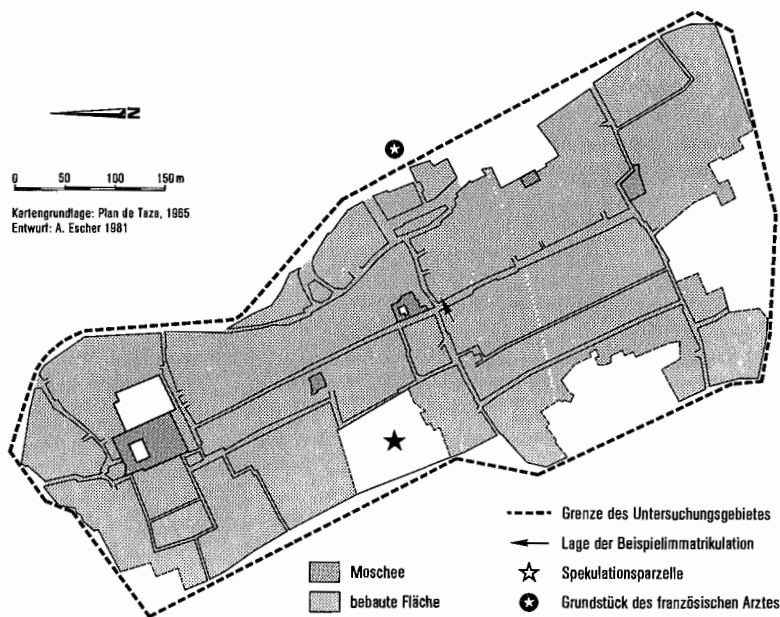 N
0 50 100 150 m
Kartengrundlage: Plan de Taza, 1965
Entwurf: A. Escher 1981
Grenze des Untersuchungsgebietes
Lage der Beispielimmatrikulation
Moschee
Spekulationsparzelle
bebaute Fläche
Grundstück des französischen Arztes